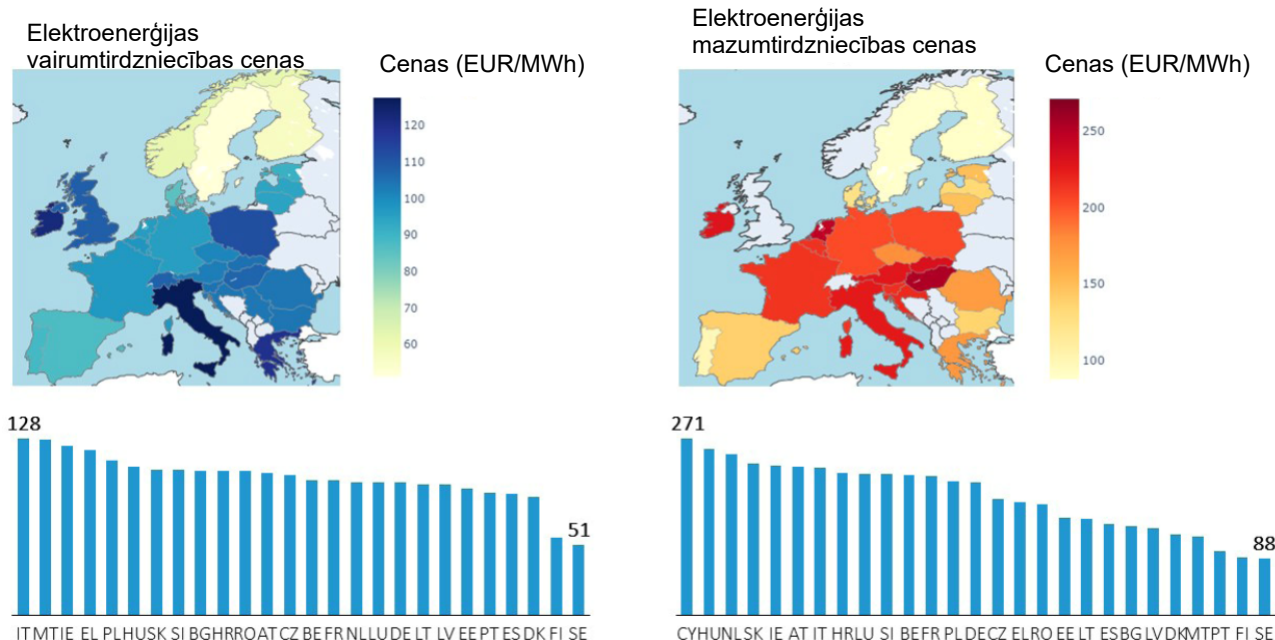 Elektroenerģijas
vairumtirdzniecības cenas
Cenas (EUR/MWh)
120
110
100
90
80
70
60
128
51
IT MT IE EL PL HU SK SI BG HR RO AT CZ BE FR NL LU DE LT LV EE PT ES DK FI SE
Elektroenerģijas
mazumtirdzniecības cenas
Cenas (EUR/MWh)
250
200
150
100
271
88
CY HU NL SK IE AT IT HR LU SI BE FR PL DE CZ EL RO EE LT ES BG LV DK MT PT FI SE